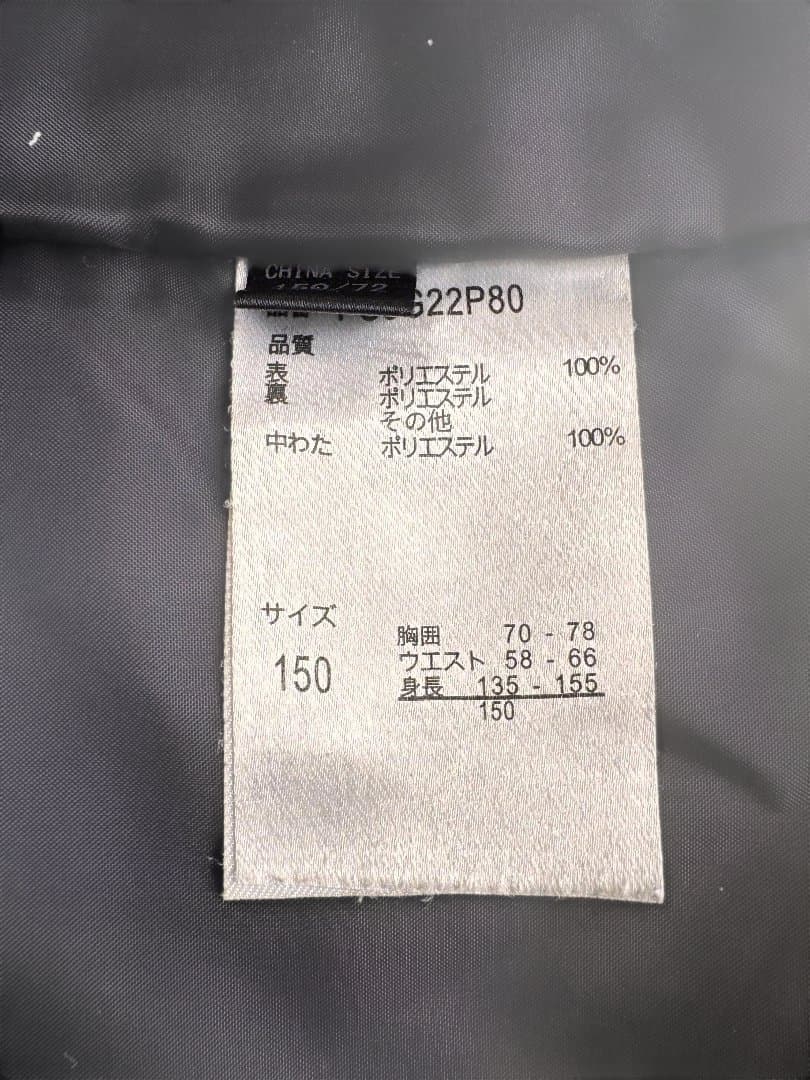 CHINA SIZE
150/72
G22P80
品質
表 ポリエステル 100%
裏 ポリエステル
その他
中わた ポリエステル 100%
サイズ
150
胸囲 70 - 78
ウエスト 58 - 66
身長 135 - 155
150